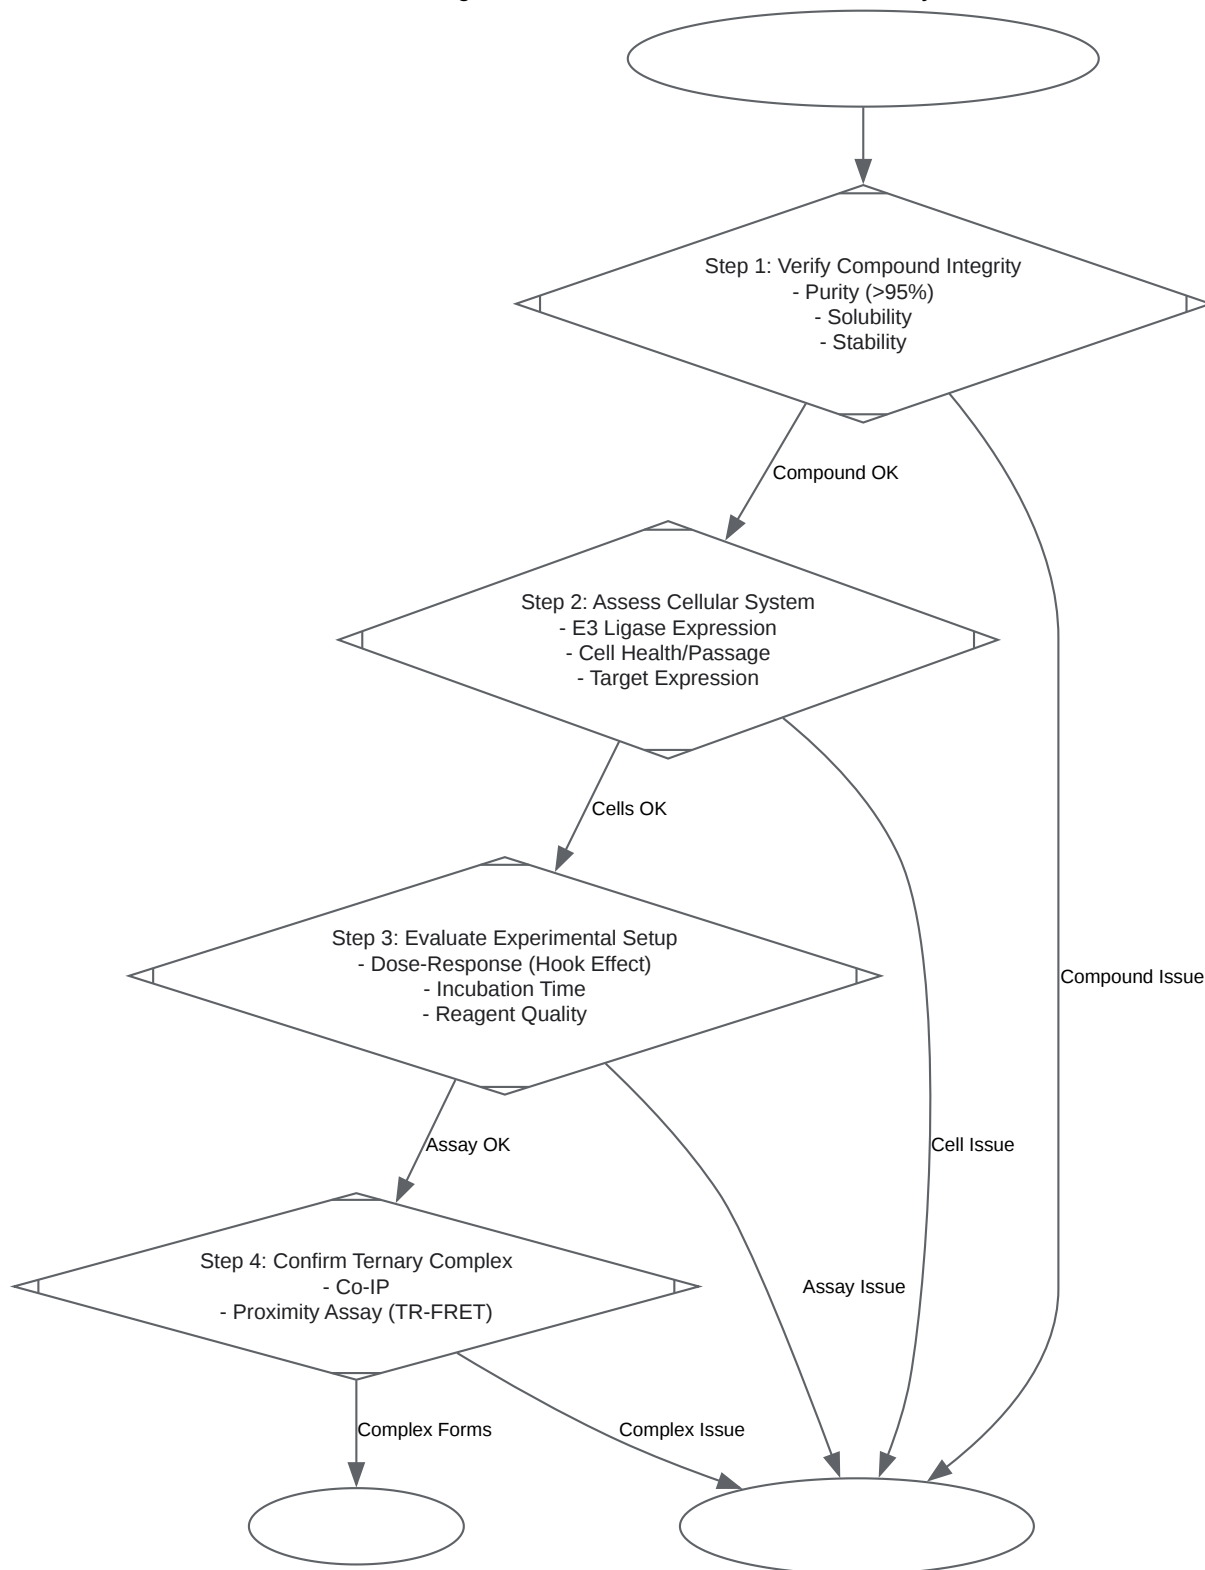 Step 1: Verify Compound Integrity
- Purity (>95%)
- Solubility
- Stability
Compound OK
Step 2: Assess Cellular System
- E3 Ligase Expression
- Cell Health/Passage
- Target Expression
Cells OK
Step 3: Evaluate Experimental Setup
- Dose-Response (Hook Effect)
- Incubation Time
- Reagent Quality
Compound Issue
Assay OK
Cell Issue
Step 4: Confirm Ternary Complex
- Co-IP
- Proximity Assay (TR-FRET)
Assay Issue
Complex Forms
Complex Issue